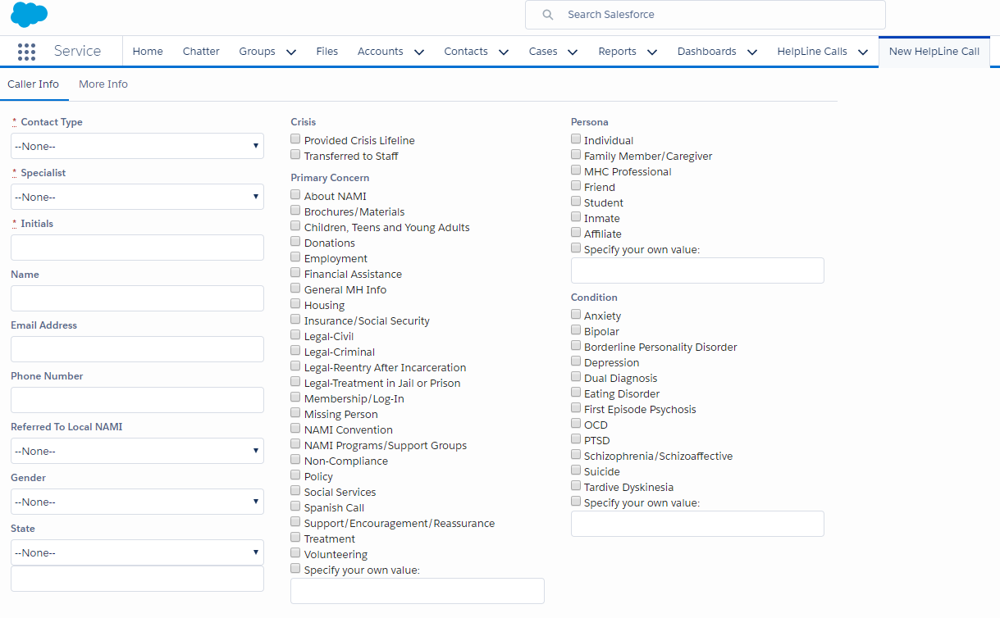 Search Salesforce
Service Home Chatter Groups Files Accounts Contacts Cases Reports Dashboards HelpLine Calls New HelpLine Call
Caller Info More Info
* Contact Type
--None--
* Specialist
--None--
* Initials
Name
Email Address
Phone Number
Referred To Local NAMI
--None--
Gender
--None--
State
--None--
Crisis
Provided Crisis Lifeline
Transferred to Staff
Primary Concern
About NAMI
Brochures/Materials
Children, Teens and Young Adults
Donations
Employment
Financial Assistance
General MH Info
Housing
Insurance/Social Security
Legal-Civil
Legal-Criminal
Legal-Reentry After Incarceration
Legal-Treatment in Jail or Prison
Membership/Log-In
Missing Person
NAMI Convention
NAMI Programs/Support Groups
Non-Compliance
Policy
Social Services
Spanish Call
Support/Encouragement/Reassurance
Treatment
Volunteering
Specify your own value:
Persona
Individual
Family Member/Caregiver
MHC Professional
Friend
Student
Inmate
Affiliate
Specify your own value:
Condition
Anxiety
Bipolar
Borderline Personality Disorder
Depression
Dual Diagnosis
Eating Disorder
First Episode Psychosis
OCD
PTSD
Schizophrenia/Schizoaffective
Suicide
Tardive Dyskinesia
Specify your own value: